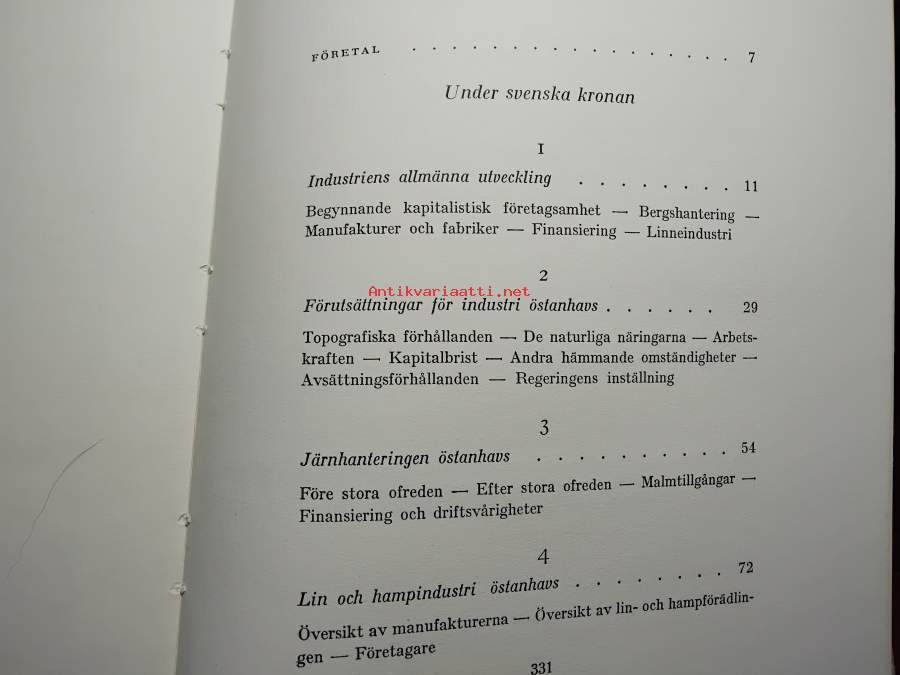 FÖRETAL . . . . . . . . . . . . . . . . 7
Under svenska kronan
1
Industriens allmänna utveckling . . . . . . . . 11
Begynnande kapitalistisk företagsamhet — Bergshantering —
Manufakturer och fabriker — Finansiering — Linneindustri
2
Antikvariaatti.net
Förutsättningar för industri östanhavs . . . . . . 29
Topografiska förhållanden — De naturliga näringarna — Arbets-
kraften — Kapitalbrist — Andra hämmande omständigheter —
Avsättningsförhållanden — Regeringens inställning
3
Järnhanteringen östanhavs . . . . . . . . . . 54
Före stora ofreden — Efter stora ofreden — Malmtillgångar —
Finansiering och driftsvårigheter
4
Lin och hampindustri östanhavs . . . . . . . . 72
Översikt av manufakturerna — Översikt av lin- och hampförädlin-
gen — Företagare
331